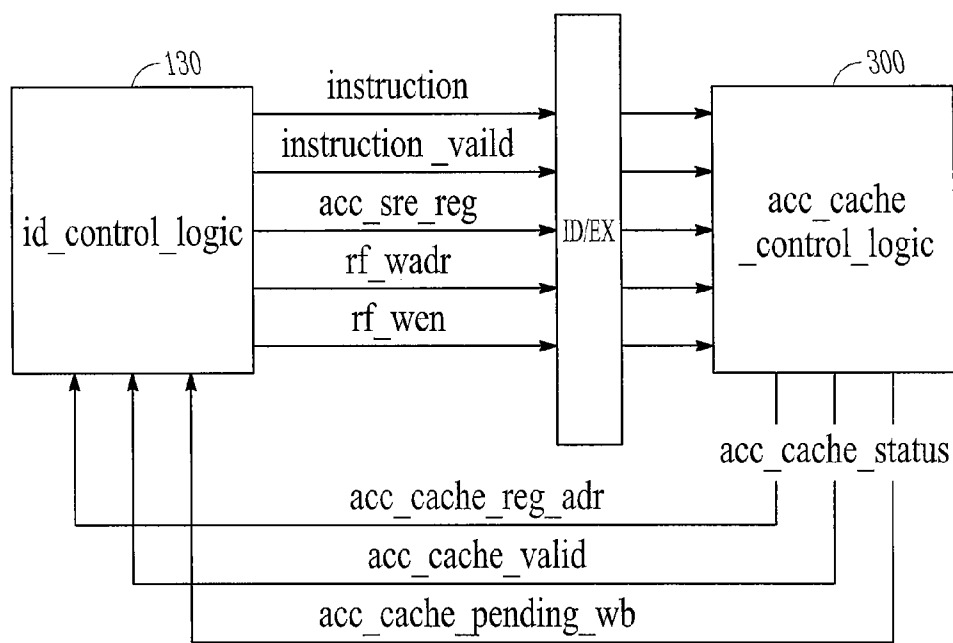 130
300
instruction
instruction_vaild
acc_sre_reg
rf_wadr
rf_wen
id_control_logic
ID/EX
acc_cache
_control_logic
acc_cache_status
acc_cache_reg_adr
acc_cache_valid
acc_cache_pending_wb